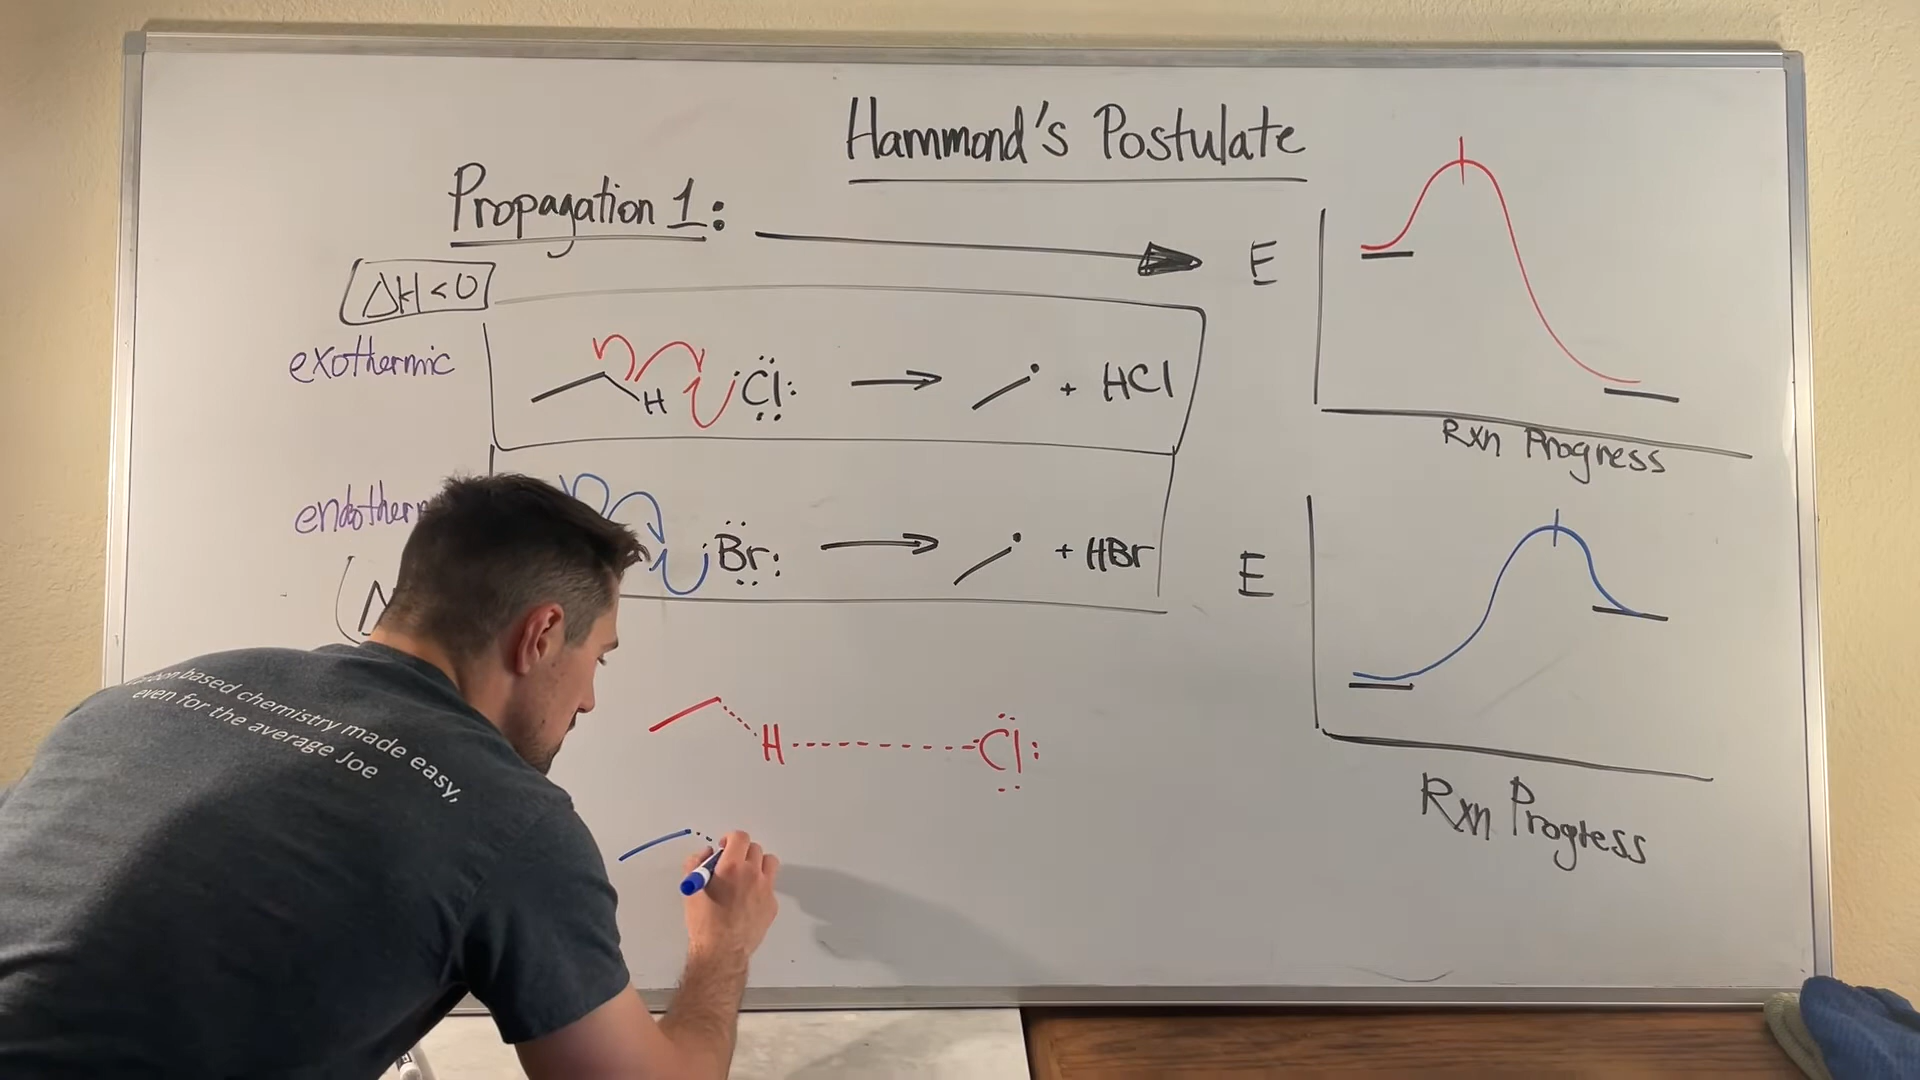 Hammond's Postulate
Propagation 1:
ΔH<0
exothermic
H Cl → + HCl
Br → + HBr
E
Rxn Progress
E
Rxn Progress
H Cl
based chemistry made easy,
even for the average Joe